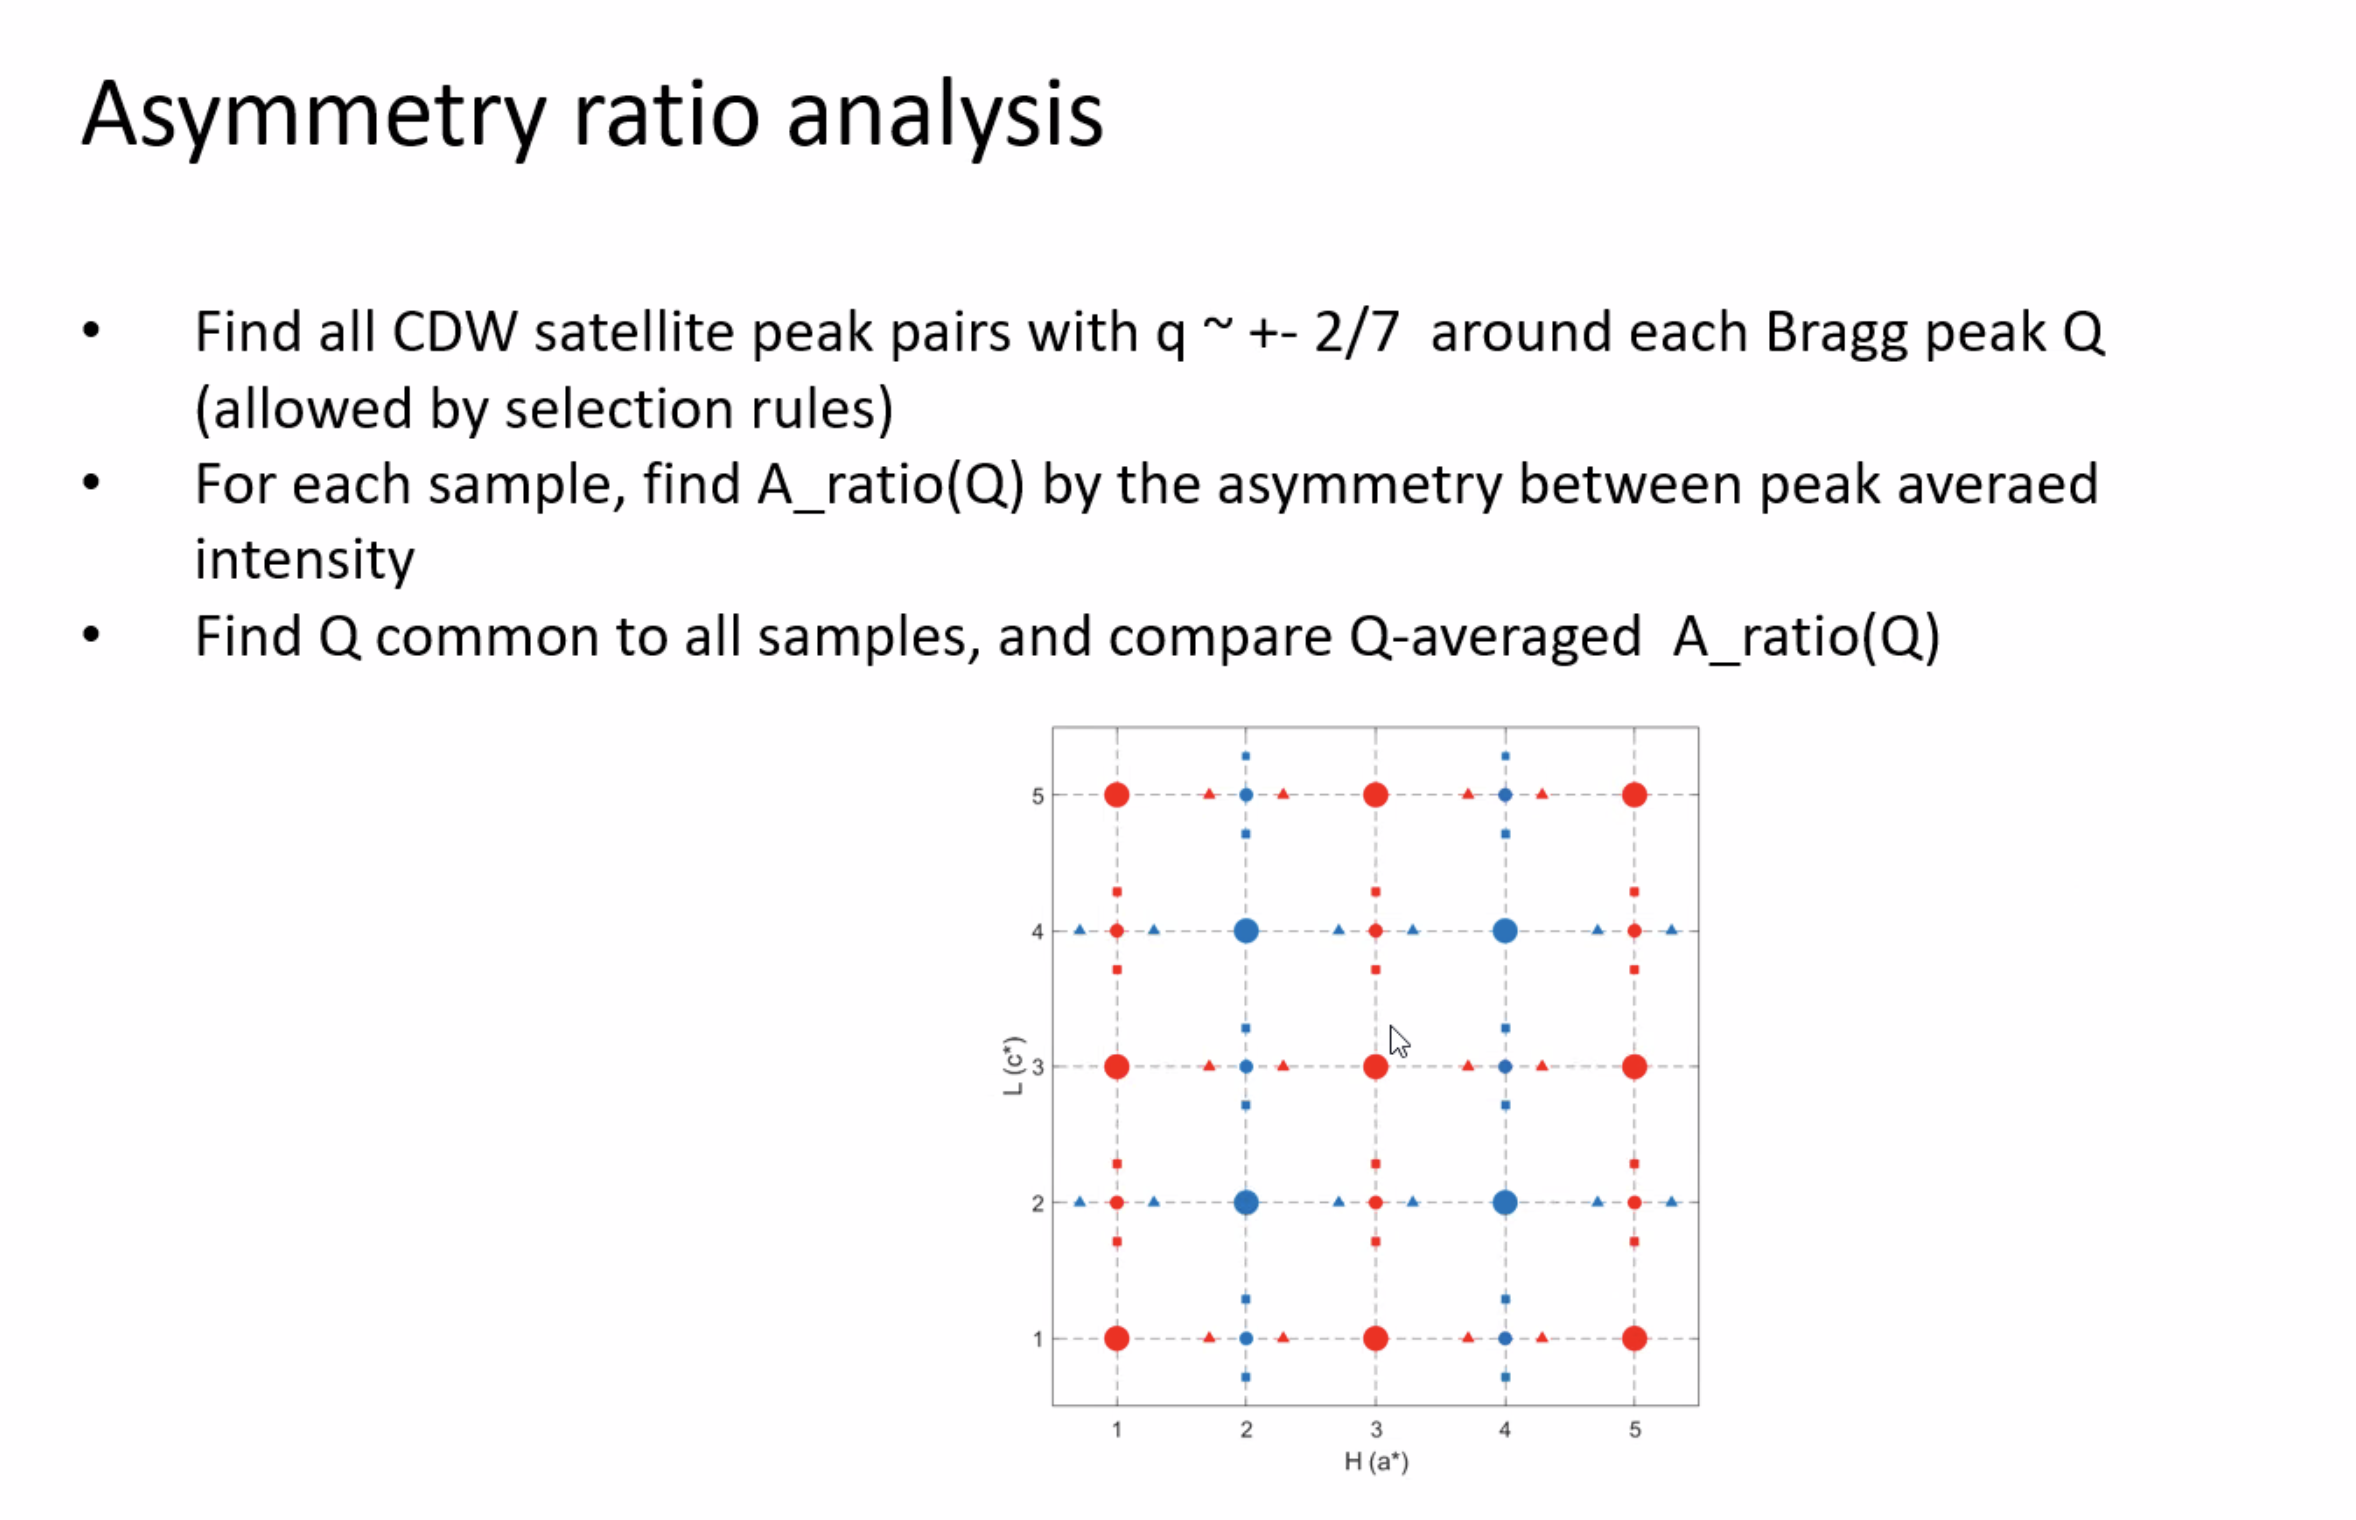 Asymmetry ratio analysis
• Find all CDW satellite peak pairs with q ~ +- 2/7 around each Bragg peak Q
(allowed by selection rules)
• For each sample, find A_ratio(Q) by the asymmetry between peak averaed
intensity
• Find Q common to all samples, and compare Q-averaged A_ratio(Q)
5
4
L (c*)
3
2
1
1 2 3 4 5
H (a*)